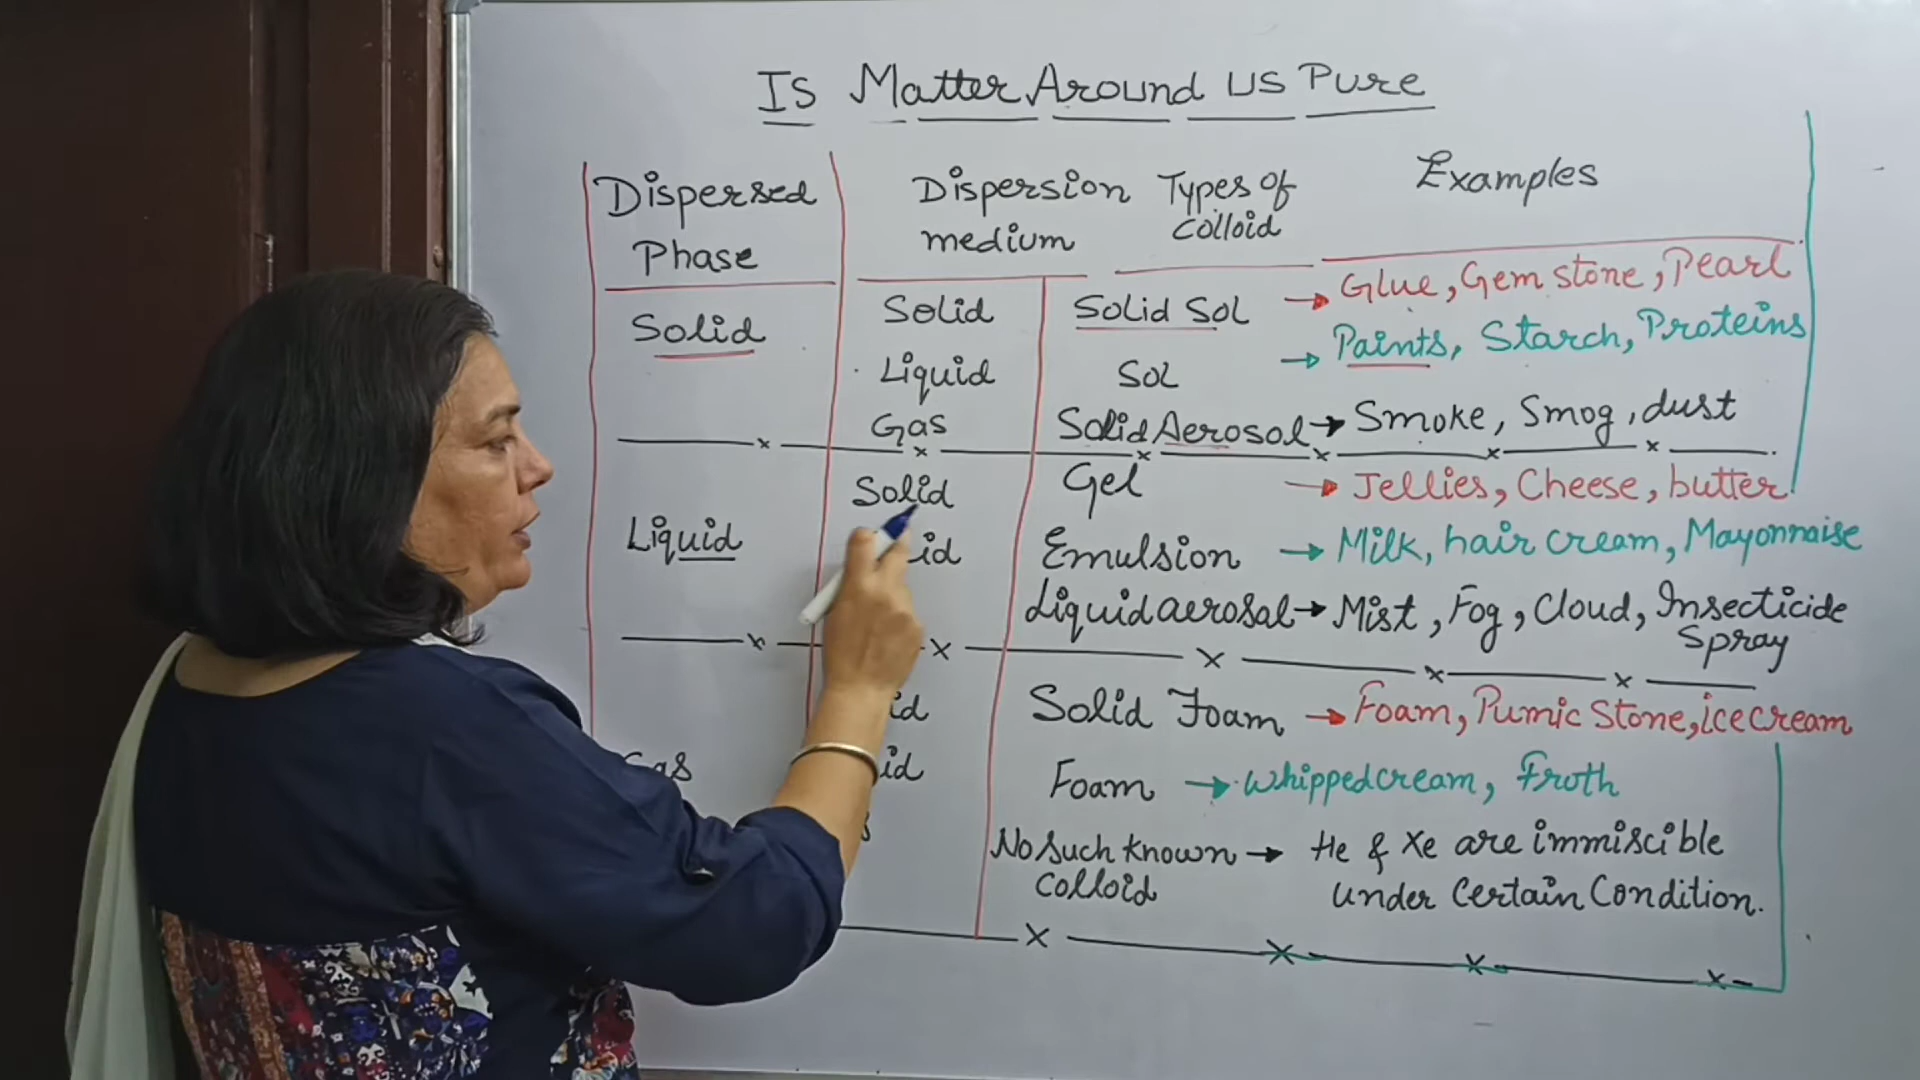 Is Matter Around us Pure
Dispersed Phase
Dispersion medium
Types of colloid
Examples
Solid
Solid
Solid Sol → Glue, Gem stone, Pearl
Liquid
Sol → Paints, Starch, Proteins
Gas
Solid Aerosol → Smoke, Smog, dust
Liquid
Solid
Gel → Jellies, Cheese, butter
Emulsion → Milk, hair cream, Mayonnaise
Liquid aerosal → Mist, Fog, Cloud, Insecticide Spray
Solid Foam → Foam, Pumic Stone, ice cream
Foam → whipped cream, Froth
No such known colloid → He & Xe are immiscible
under Certain Condition.